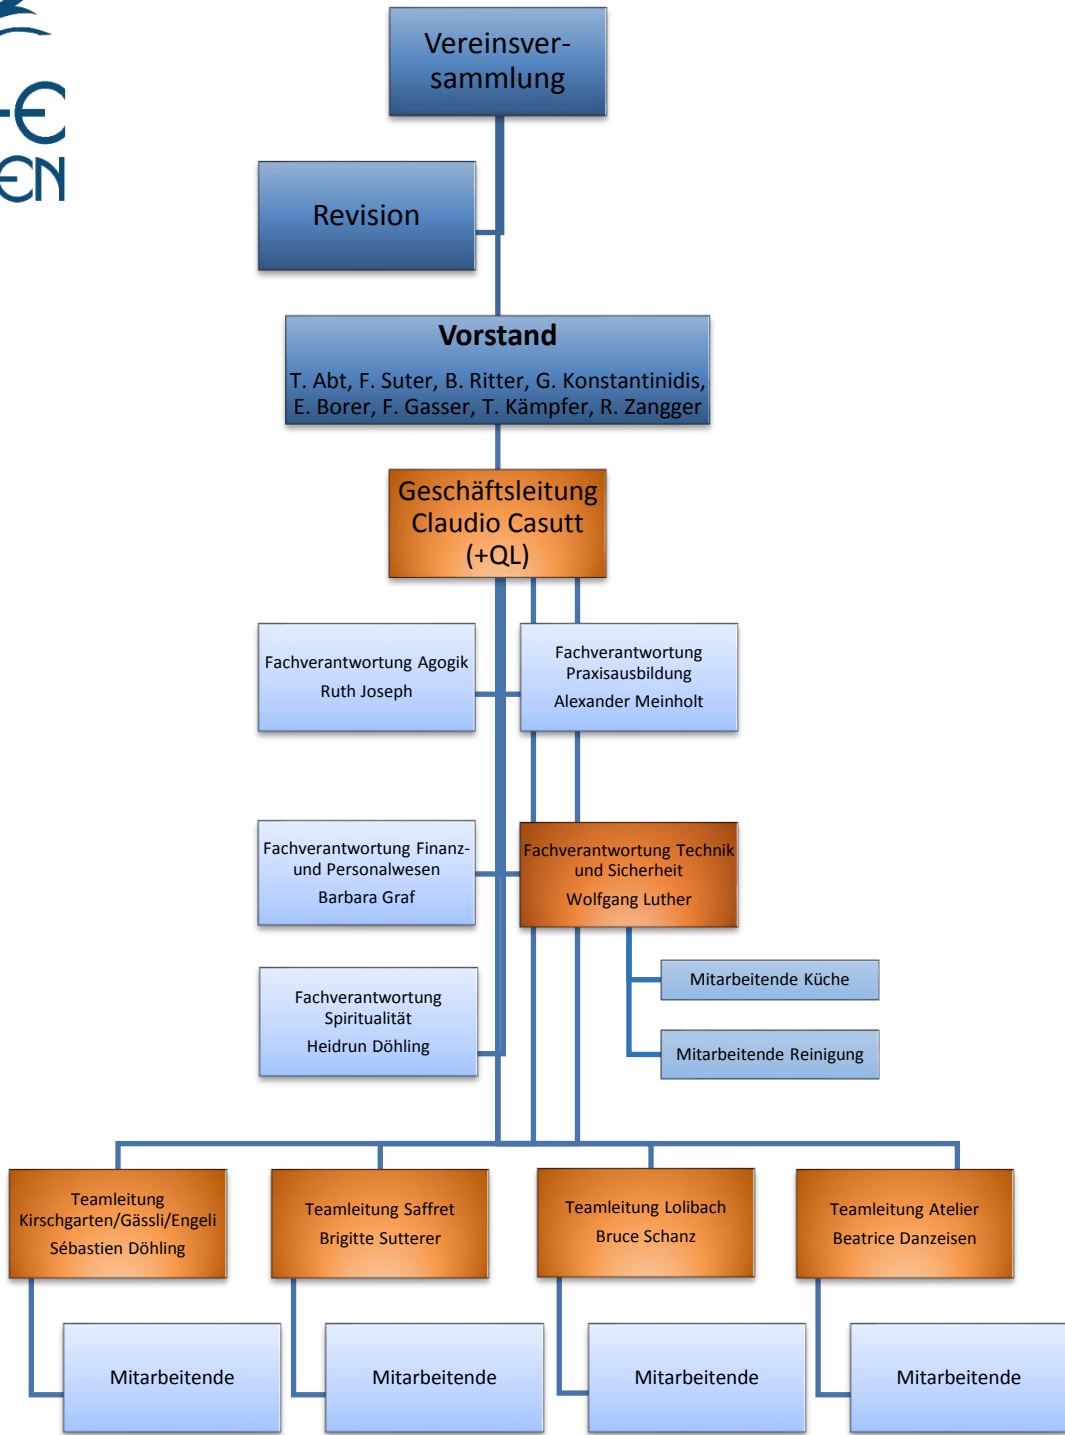 Vereinsver-
sammlung
Revision
Vorstand
T. Abt, F. Suter, B. Ritter, G. Konstantinidis,
E. Borer, F. Gasser, T. Kämpfer, R. Zangger
Geschäftsleitung
Claudio Casutt
(+QL)
Fachverantwortung Agogik
Ruth Joseph
Fachverantwortung
Praxisausbildung
Alexander Meinholt
Fachverantwortung Finanz-
und Personalwesen
Barbara Graf
Fachverantwortung Technik
und Sicherheit
Wolfgang Luther
Mitarbeitende Küche
Mitarbeitende Reinigung
Fachverantwortung
Spiritualität
Heidrun Döhling
Teamleitung
Kirschgarten/Gässli/Engeli
Sébastien Döhling
Teamleitung Saffret
Brigitte Sutterer
Teamleitung Lolibach
Bruce Schanz
Teamleitung Atelier
Beatrice Danzeisen
Mitarbeitende
Mitarbeitende
Mitarbeitende
Mitarbeitende